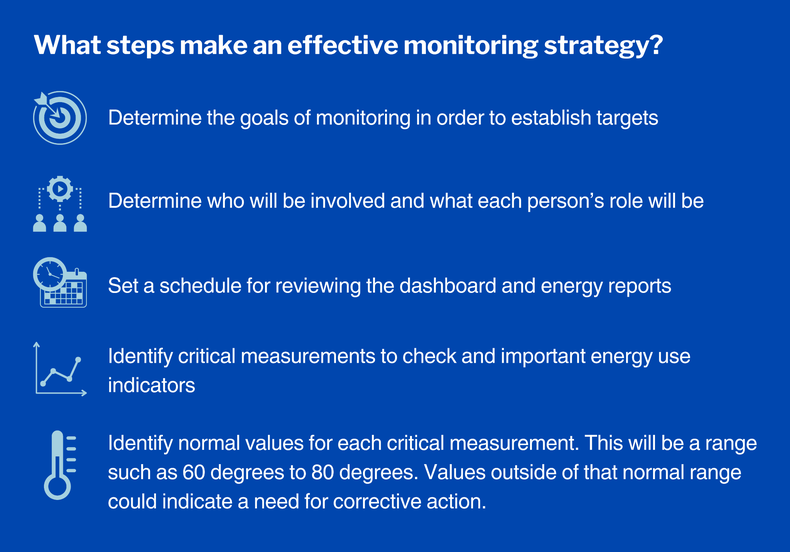 What steps make an effective monitoring strategy?
Determine the goals of monitoring in order to establish targets
Determine who will be involved and what each person’s role will be
Set a schedule for reviewing the dashboard and energy reports
Identify critical measurements to check and important energy use
indicators
Identify normal values for each critical measurement. This will be a range
such as 60 degrees to 80 degrees. Values outside of that normal range
could indicate a need for corrective action.